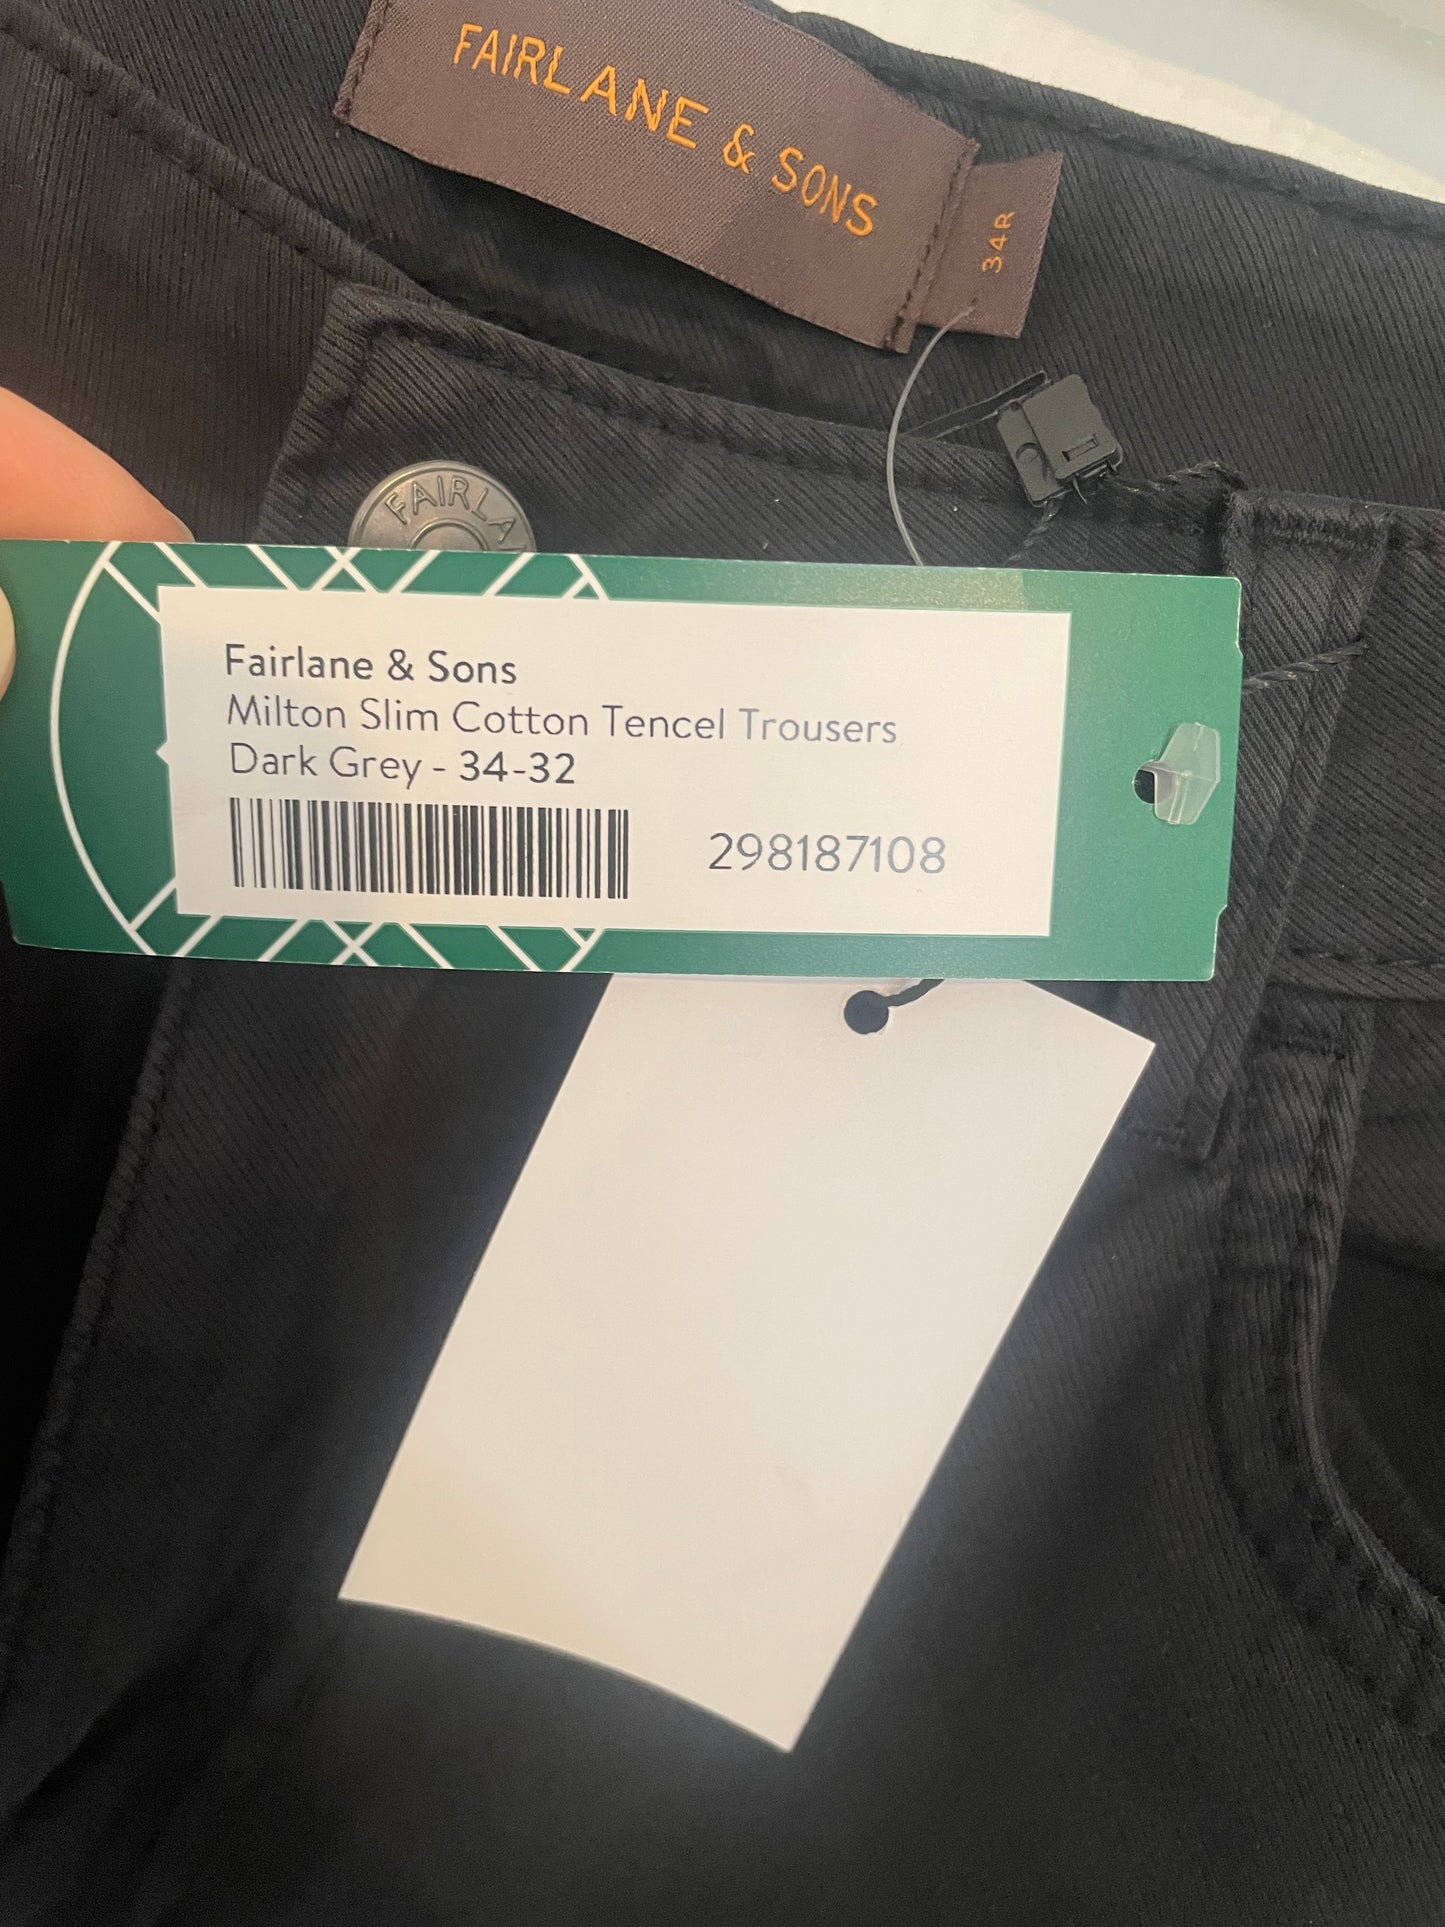 FAIRLANE & SONS
34R
FAIRLA
Fairlane & Sons
Milton Slim Cotton Tencel Trousers
Dark Grey - 34-32
298187108